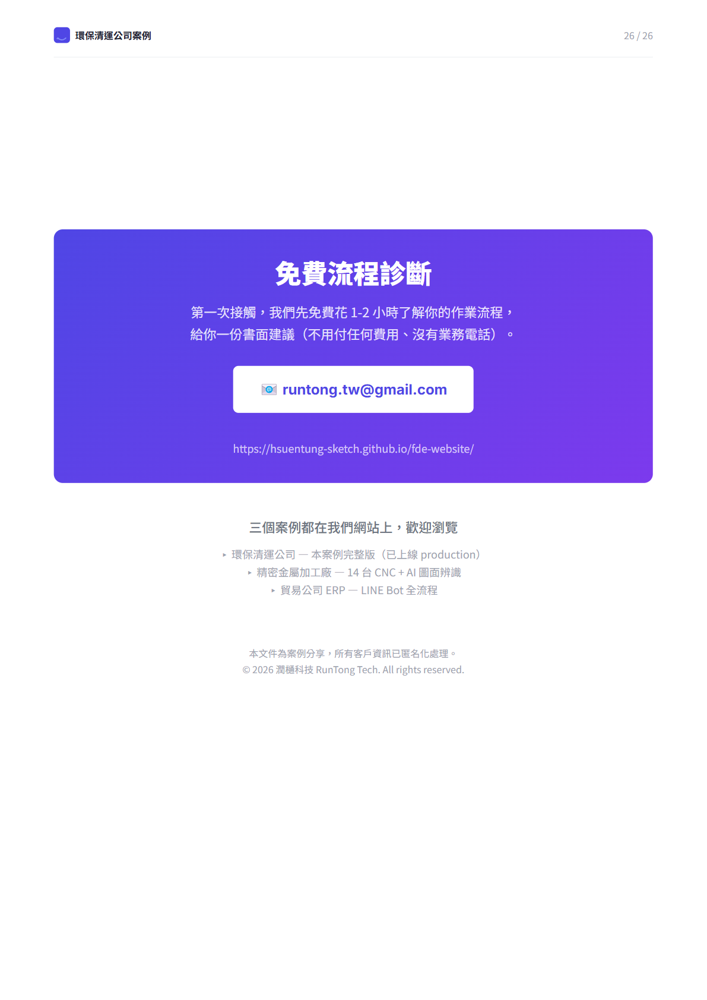 環保清運公司案例
26 / 26
免費流程診斷
第一次接觸，我們先免費花 1-2 小時了解你的作業流程，
給你一份書面建議（不用付任何費用、沒有業務電話）。
runtong.tw@gmail.com
https://hsuentung-sketch.github.io/fde-website/
三個案例都在我們網站上，歡迎瀏覽
‣ 環保清運公司 — 本案例完整版（已上線 production）
‣ 精密金屬加工廠 — 14 台 CNC + AI 圖面辨識
‣ 貿易公司 ERP — LINE Bot 全流程
本文件為案例分享，所有客戶資訊已匿名化處理。
© 2026 潤樋科技 RunTong Tech. All rights reserved.